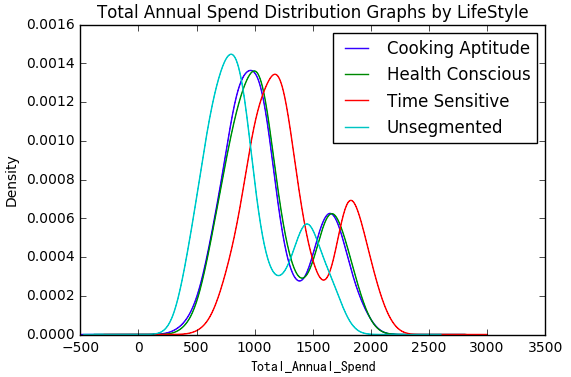 Total Annual Spend Distribution Graphs by LifeStyle
0.0016
0.0014
0.0012
0.0010
0.0008
0.0006
0.0004
0.0002
0.0000
Density
Cooking Aptitude
Health Conscious
Time Sensitive
Unsegmented
−500 0 500 1000 1500 2000 2500 3000 3500
Total_Annual_Spend